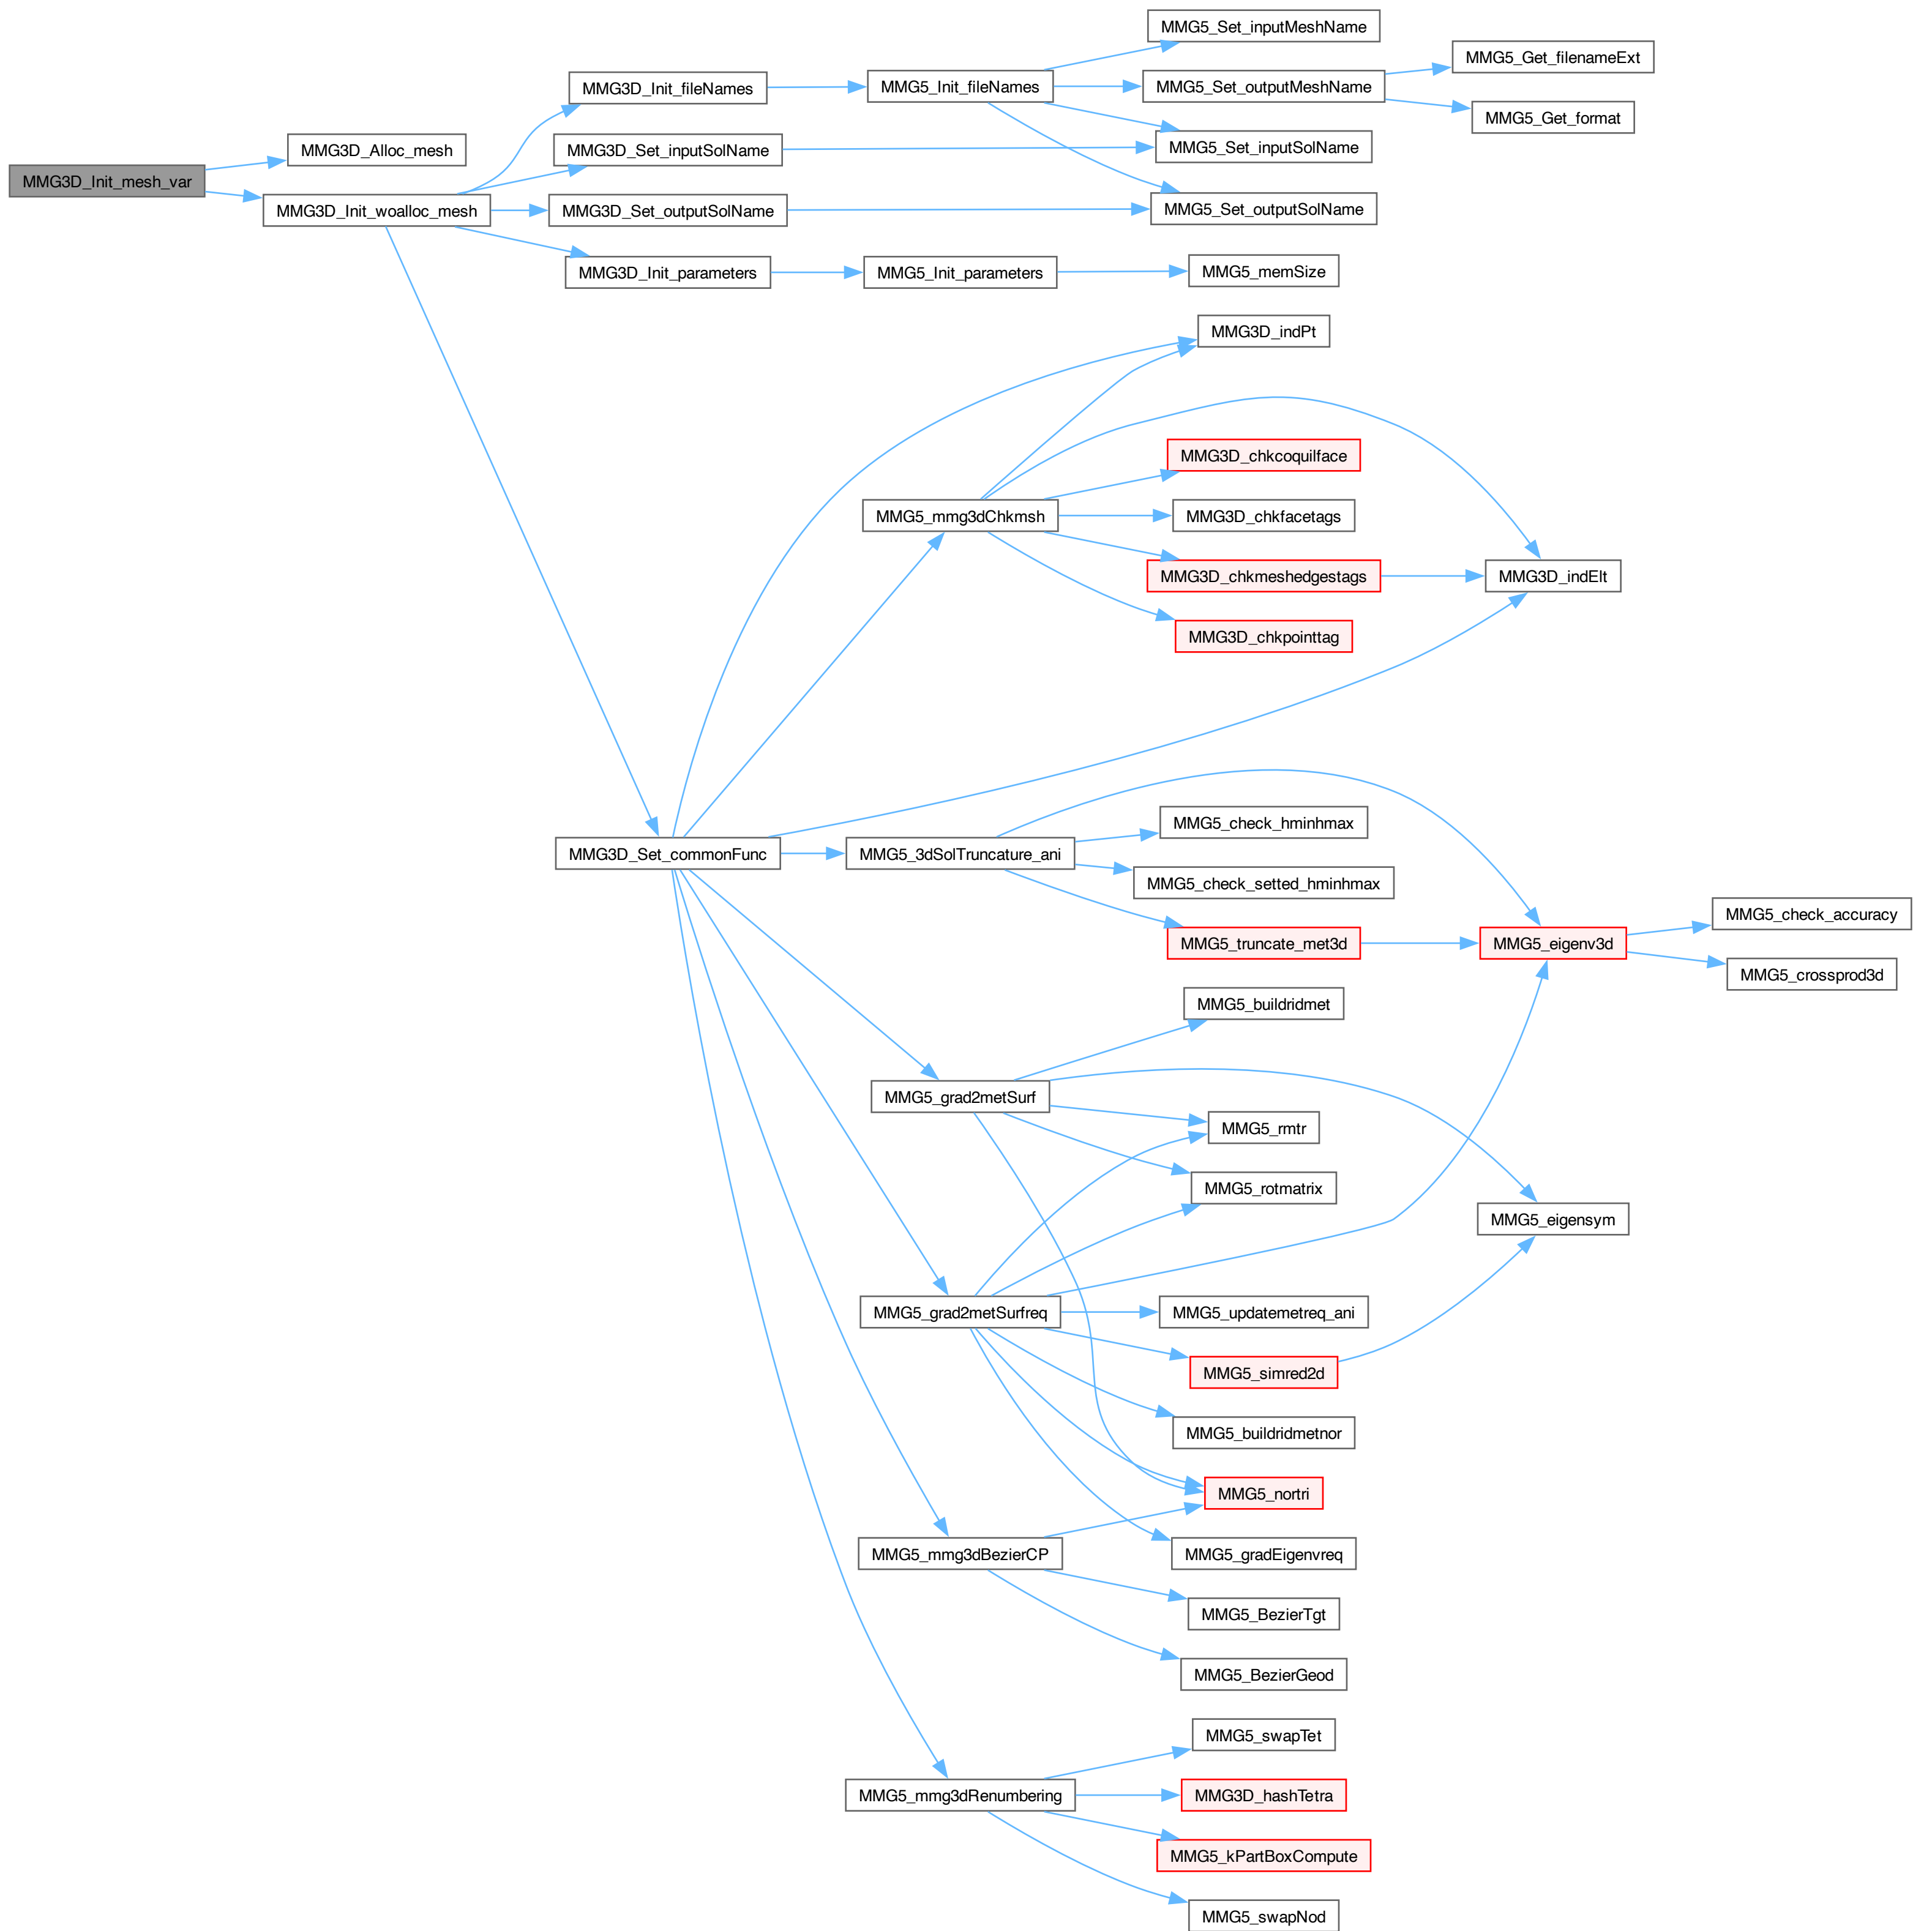 MMG3D_Init_mesh_var
MMG3D_Alloc_mesh
MMG3D_Init_woalloc_mesh
MMG3D_Init_fileNames
MMG3D_Set_inputSolName
MMG3D_Set_outputSolName
MMG3D_Init_parameters
MMG3D_Set_commonFunc
MMG5_Init_fileNames
MMG5_Init_parameters
MMG5_mmg3dChkmsh
MMG5_3dSolTruncature_ani
MMG5_grad2metSurf
MMG5_grad2metSurfreq
MMG5_mmg3dBezierCP
MMG5_mmg3dRenumbering
MMG5_Set_inputMeshName
MMG5_Set_outputMeshName
MMG5_Set_inputSolName
MMG5_Set_outputSolName
MMG5_memSize
MMG3D_indPt
MMG3D_chkcoquilface
MMG3D_chkfacetags
MMG3D_chkmeshedgestags
MMG3D_chkpointtag
MMG5_check_hminhmax
MMG5_check_setted_hminhmax
MMG5_truncate_met3d
MMG5_buildridmet
MMG5_rmtr
MMG5_rotmatrix
MMG5_updatemetreq_ani
MMG5_simred2d
MMG5_buildridmetnor
MMG5_nortri
MMG5_gradEigenvreq
MMG5_BezierTgt
MMG5_BezierGeod
MMG5_swapTet
MMG3D_hashTetra
MMG5_kPartBoxCompute
MMG5_swapNod
MMG5_Get_filenameExt
MMG5_Get_format
MMG3D_indElt
MMG5_eigenv3d
MMG5_eigensym
MMG5_check_accuracy
MMG5_crossprod3d